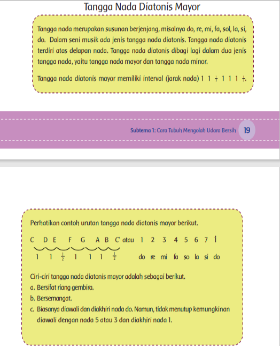 Tangga Nada Diatonis Mayor
Tangga nada merupakan susunan berjenjang, misalnya do, re, mi, fa, sol, la, si,
do. Dalam seni musik ada jenis tangga nada diatonis. Tangga nada diatonis
terdiri atas delapan nada. Tangga nada diatonis dibagi lagi dalam dua jenis
tangga nada, yaitu tangga nada mayor dan tangga nada minor.
Tangga nada diatonis mayor memiliki interval (jarak nada) 1 1 ½ 1 1 1 ½.
Subtema 1: Cara Tubuh Mengolah Udara Bersih 19
Perhatikan contoh urutan tangga nada diatonis mayor berikut.
C D E F G A B C' atau 1 2 3 4 5 6 7 1
1 1 ½ 1 1 1 ½ do re mi fa so la si do
Ciri-ciri tangga nada diatonis mayor adalah sebagai berikut.
a. Bersifat riang gembira.
b. Bersemangat.
c. Biasanya diawali dan diakhiri nada do. Namun, tidak menutup kemungkinan
diawali dengan nada 5 atau 3 dan diakhiri nada 1.